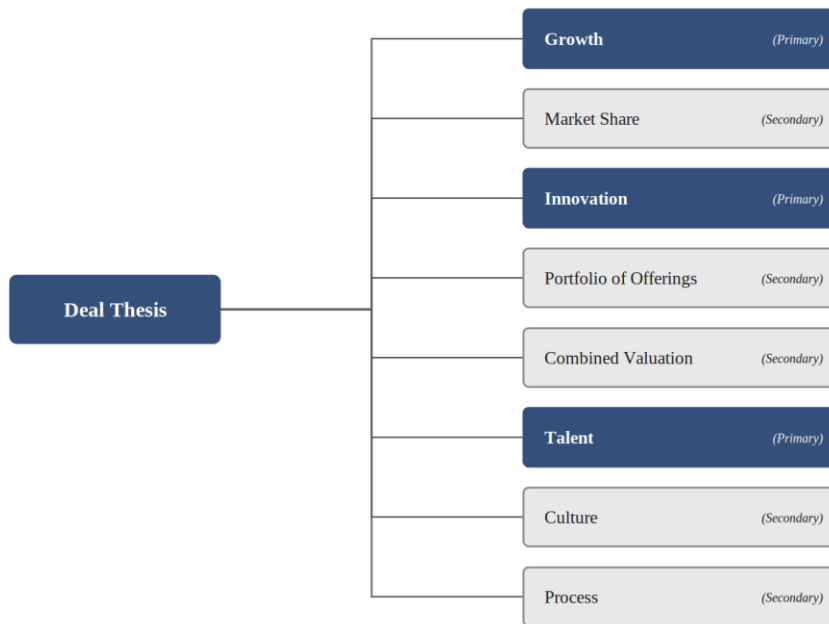 Growth (Primary)
Market Share (Secondary)
Innovation (Primary)
Portfolio of Offerings (Secondary)
Deal Thesis
Combined Valuation (Secondary)
Talent (Primary)
Culture (Secondary)
Process (Secondary)